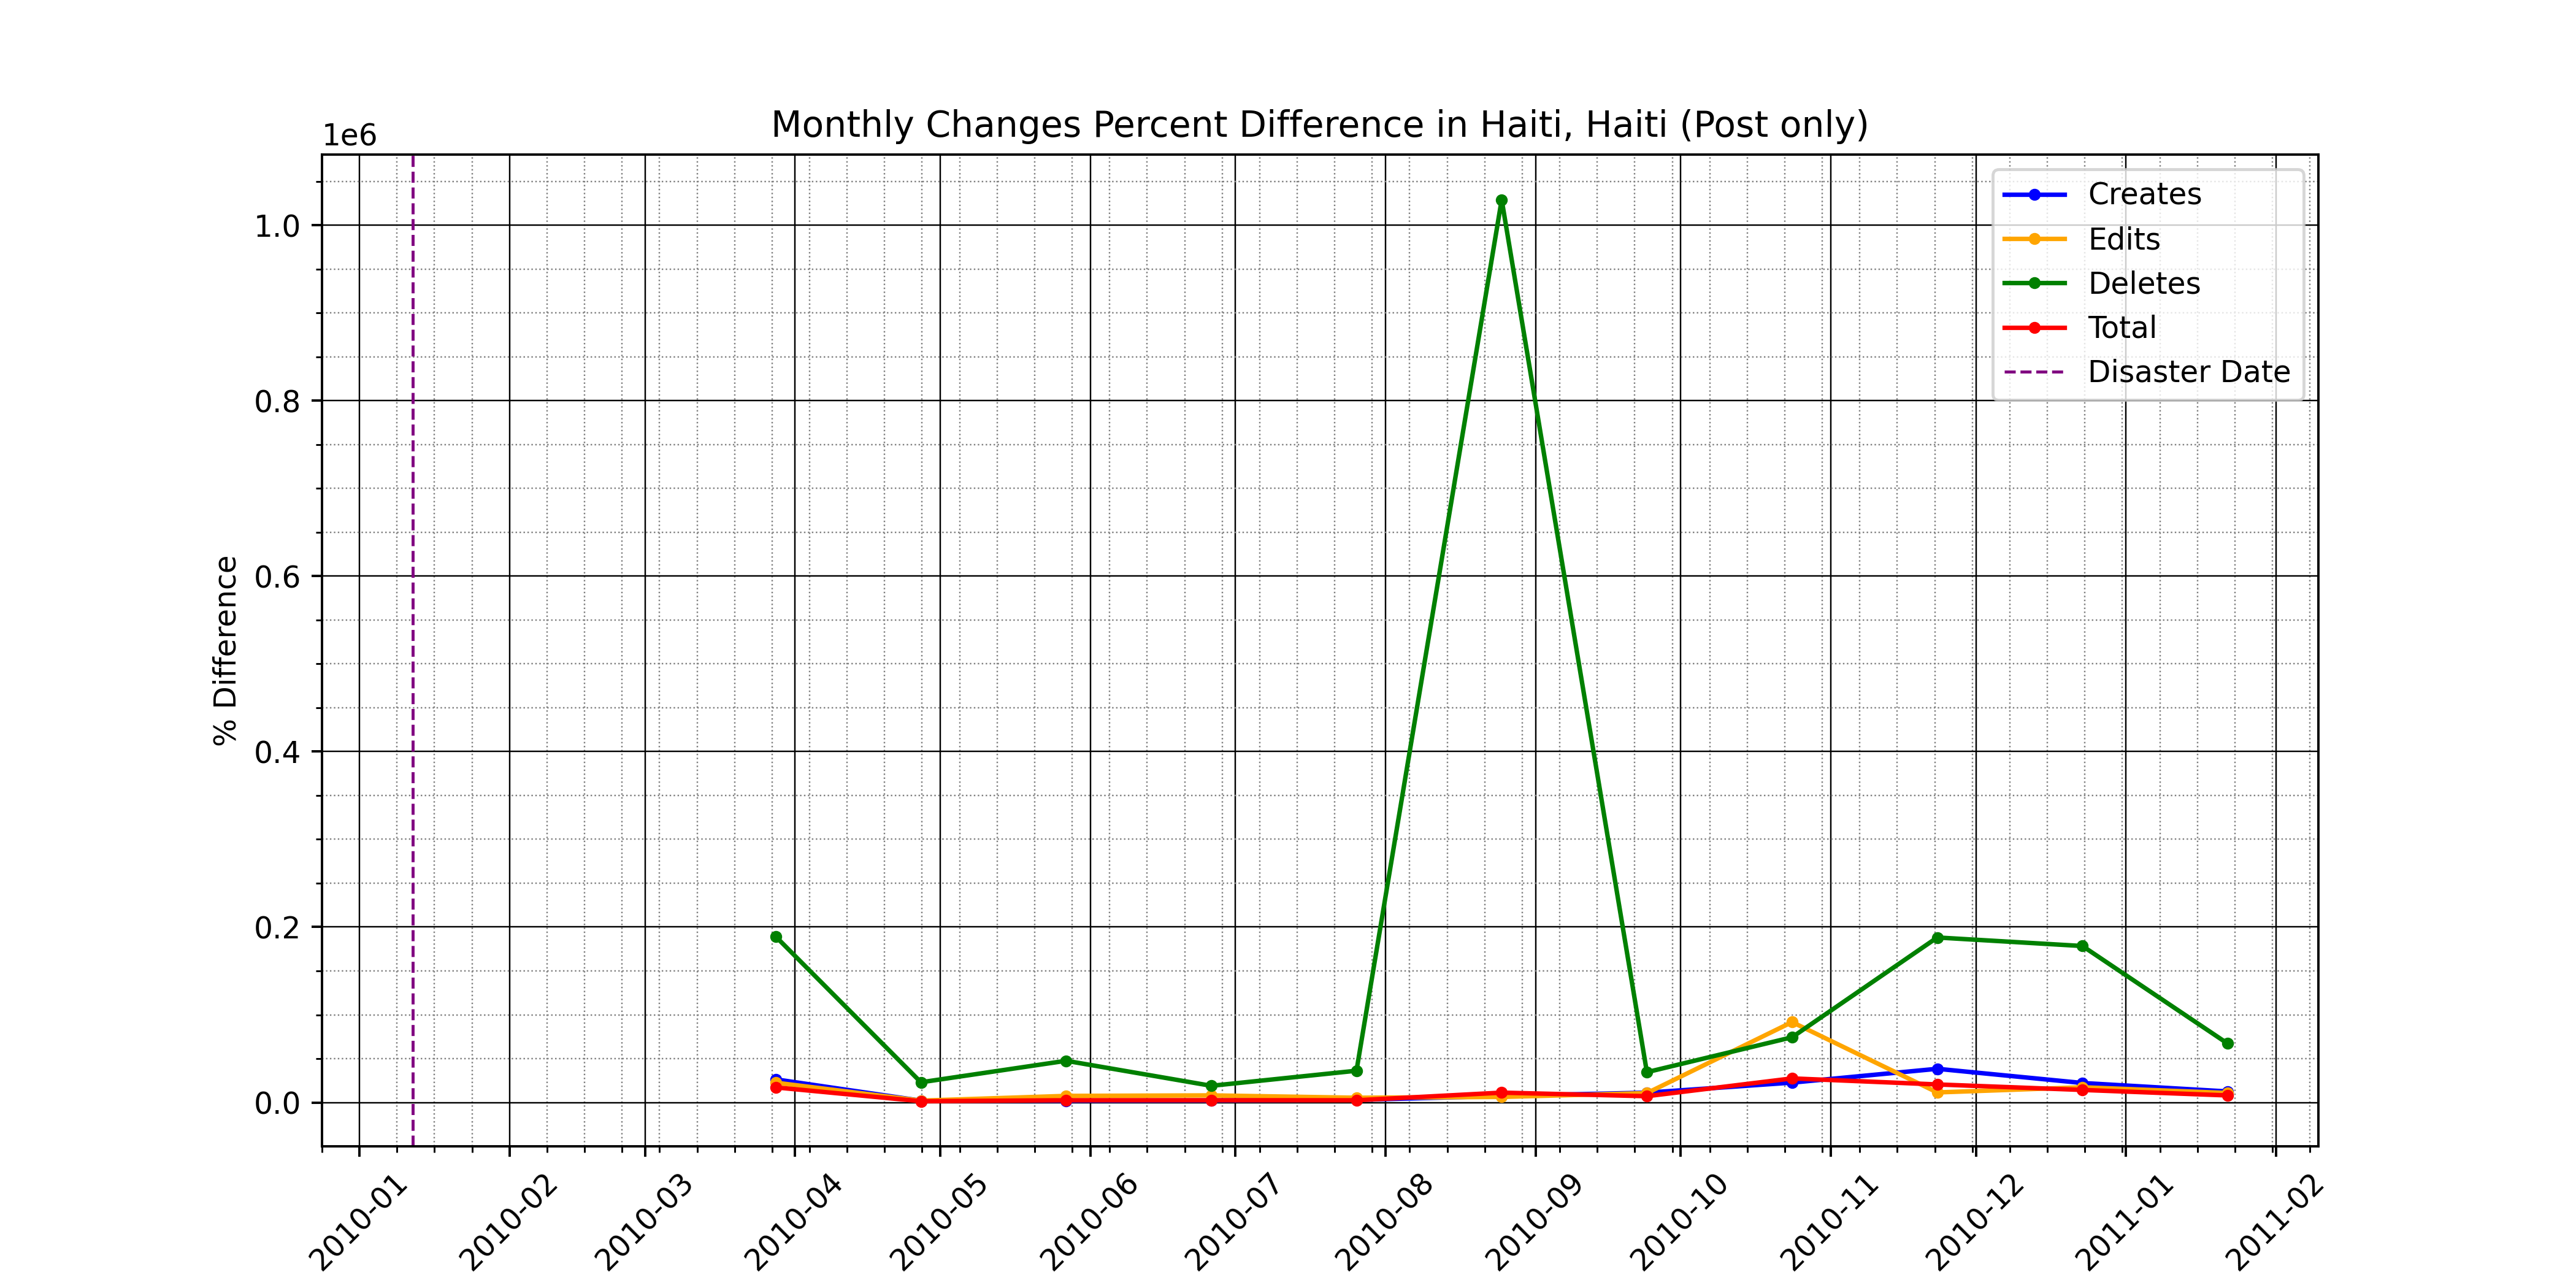 Monthly Changes Percent Difference in Haiti, Haiti (Post only)
1e6
1.0
0.8
0.6
0.4
0.2
0.0
% Difference
Creates
Edits
Deletes
Total
Disaster Date
2010-01
2010-02
2010-03
2010-04
2010-05
2010-06
2010-07
2010-08
2010-09
2010-10
2010-11
2010-12
2011-01
2011-02